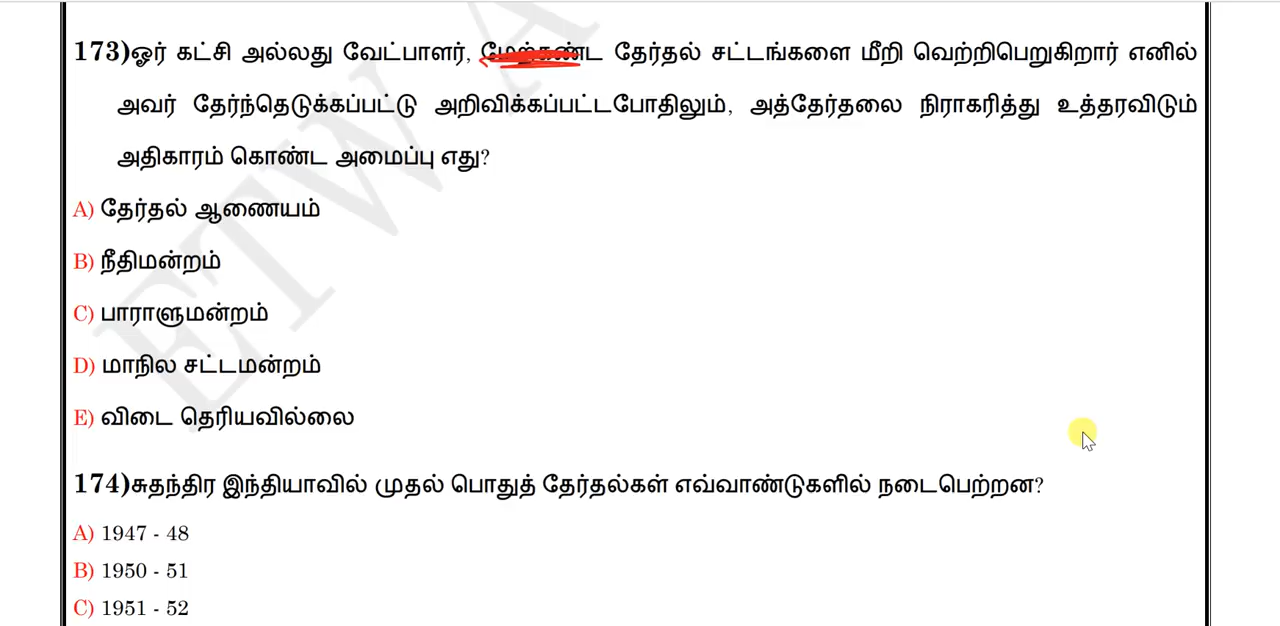 173)ஓர் கட்சி அல்லது வேட்பாளர், மேற்கண்ட தேர்தல் சட்டங்களை மீறி வெற்றிபெறுகிறார் எனில்
அவர் தேர்ந்தெடுக்கப்பட்டு அறிவிக்கப்பட்டபோதிலும், அத்தேர்தலை நிராகரித்து உத்தரவிடும்
அதிகாரம் கொண்ட அமைப்பு எது?
A) தேர்தல் ஆணையம்
B) நீதிமன்றம்
C) பாராளுமன்றம்
D) மாநில சட்டமன்றம்
E) விடை தெரியவில்லை
174)சுதந்திர இந்தியாவில் முதல் பொதுத் தேர்தல்கள் எவ்வாண்டுகளில் நடைபெற்றன?
A) 1947 - 48
B) 1950 - 51
C) 1951 - 52
ETW A